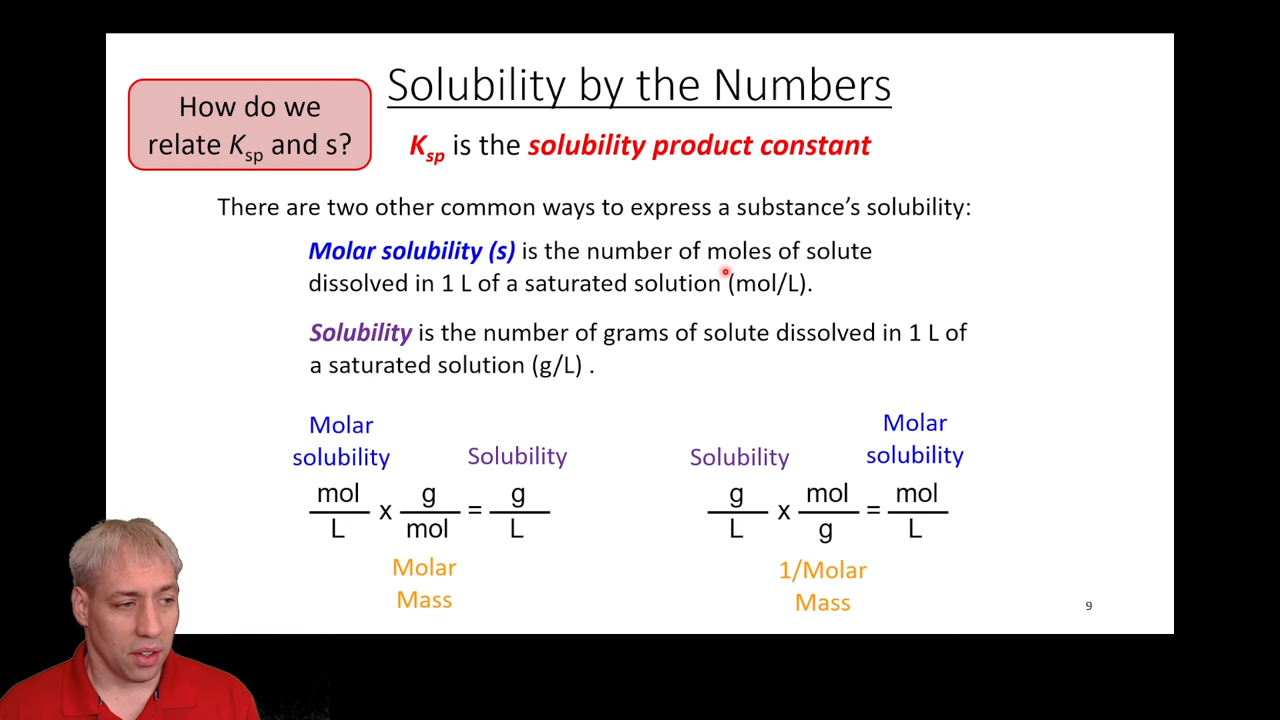 How do we
relate Ksp and s?
Solubility by the Numbers
Ksp is the solubility product constant
There are two other common ways to express a substance’s solubility:
Molar solubility (s) is the number of moles of solute
dissolved in 1 L of a saturated solution (mol/L).
Solubility is the number of grams of solute dissolved in 1 L of
a saturated solution (g/L) .
Molar
solubility
Solubility
mol
L
x
g
mol
=
g
L
Molar
Mass
Solubility
Molar
solubility
g
L
x
mol
g
=
mol
L
1/Molar
Mass
9